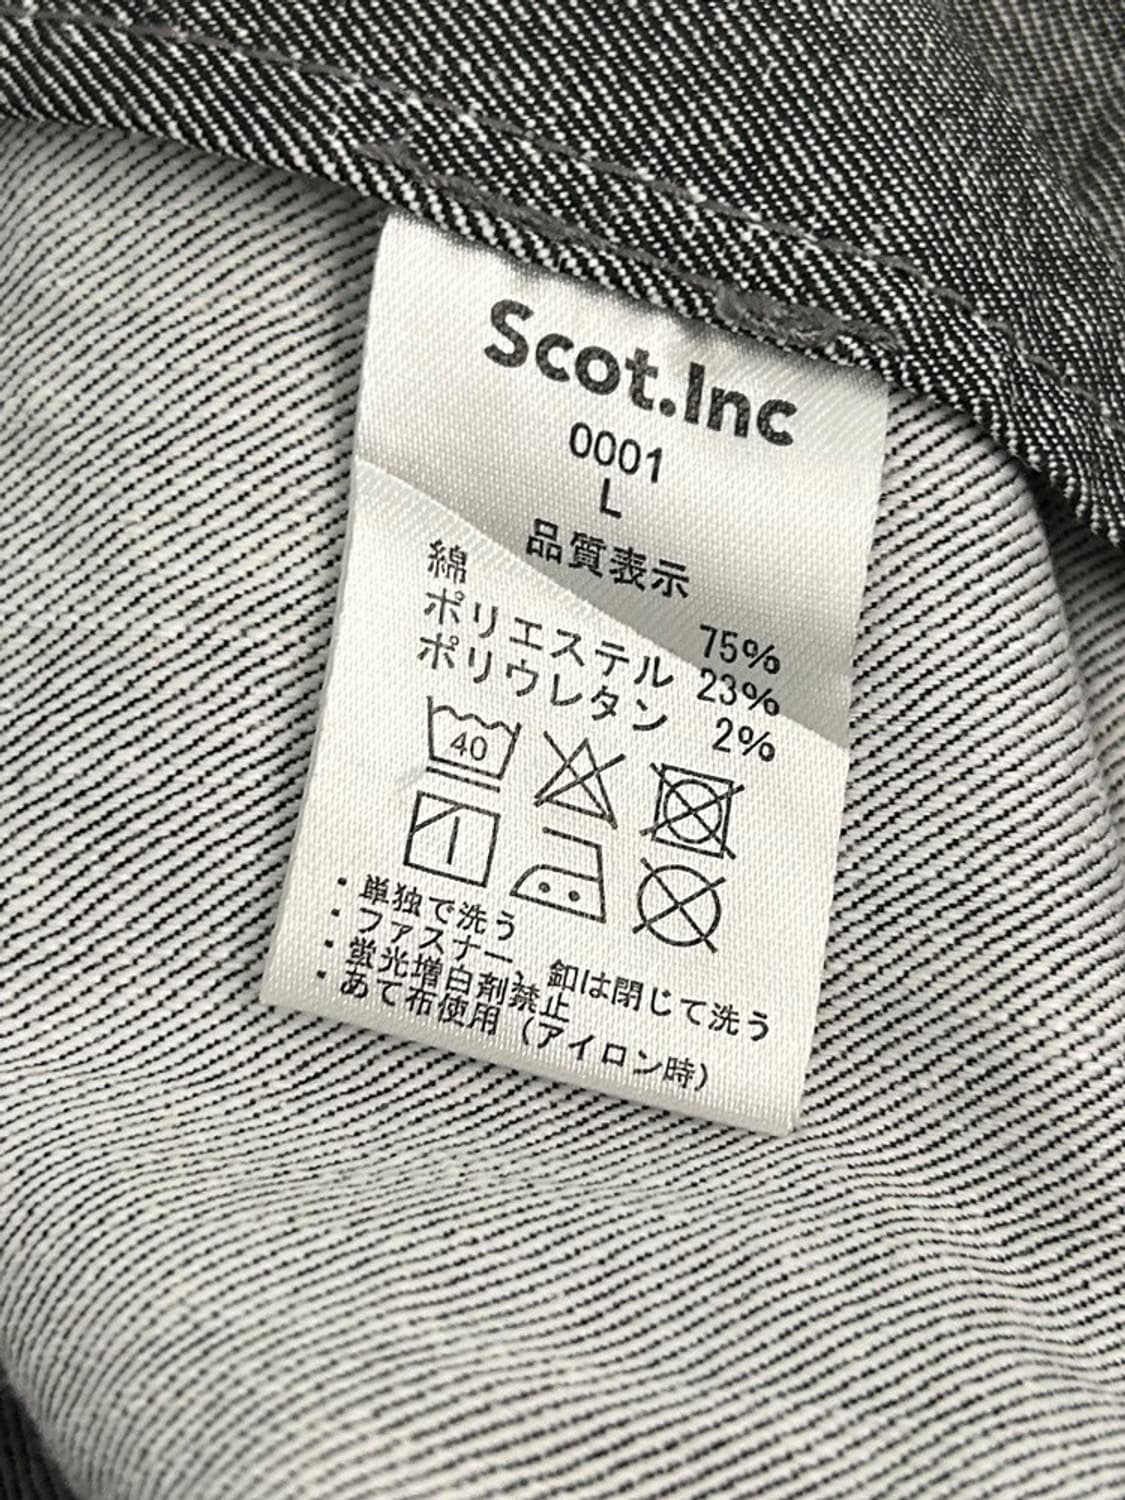 Scot.Inc
0001
L
品質表示
綿 75%
ポリエステル 23%
ポリウレタン 2%
40
・単独で洗う
・ファスナー、釦は閉じて洗う
・蛍光増白剤禁止
・あて布使用（アイロン時）